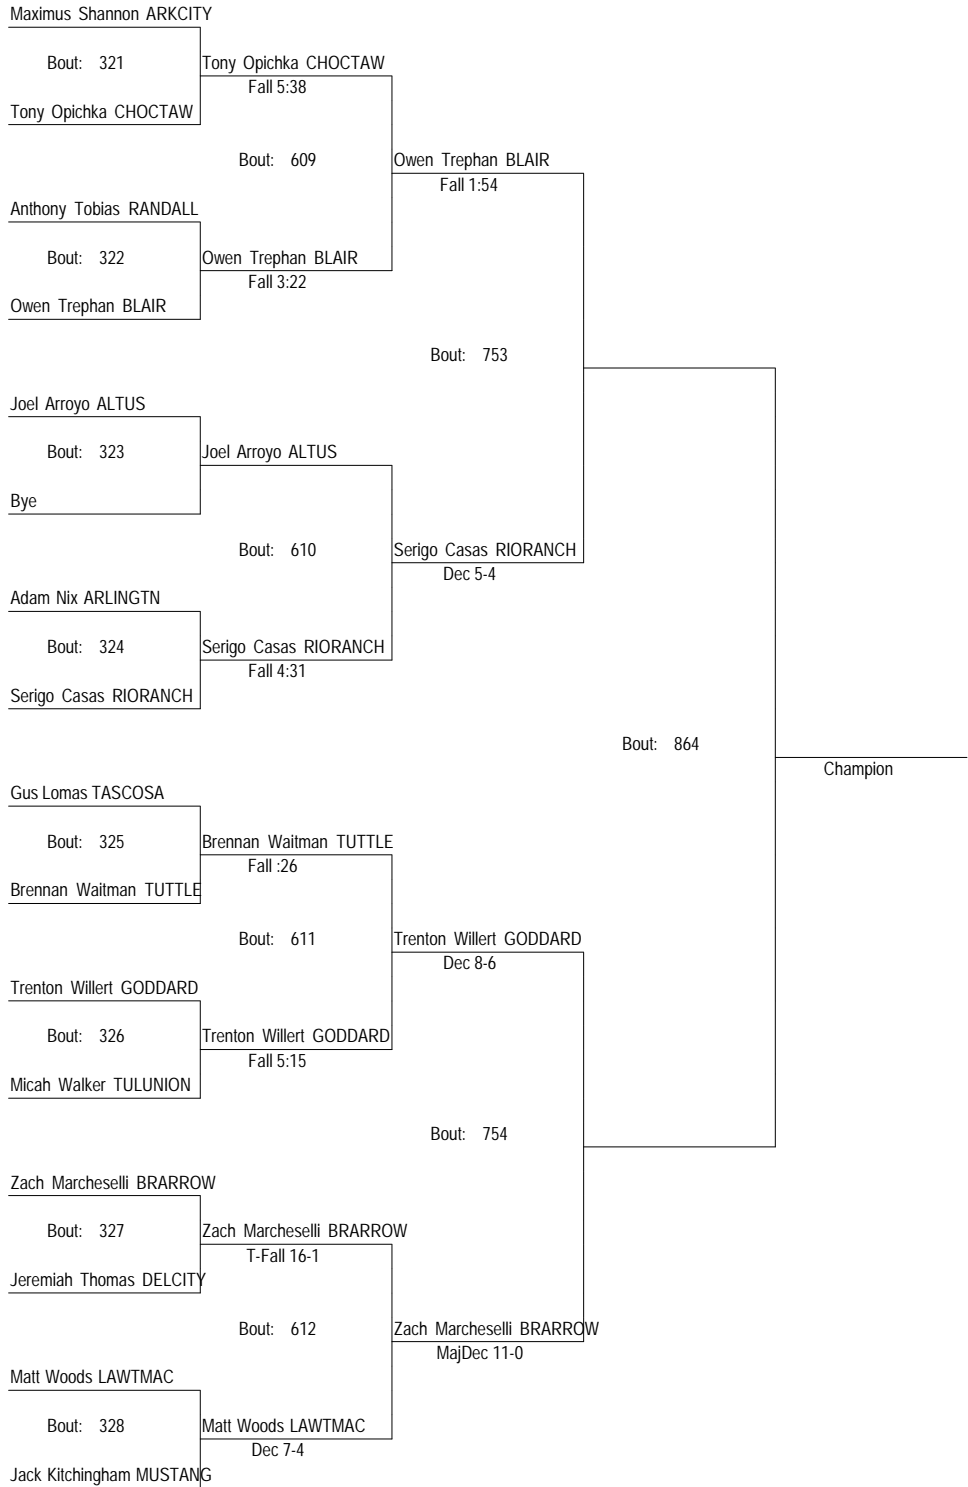 Maximus Shannon ARKCITY
Bout: 321
Tony Opichka CHOCTAW
Fall 5:38
Tony Opichka CHOCTAW
Bout: 609
Owen Trephan BLAIR
Fall 1:54
Anthony Tobias RANDALL
Bout: 322
Owen Trephan BLAIR
Fall 3:22
Owen Trephan BLAIR
Bout: 753
Joel Arroyo ALTUS
Bout: 323
Joel Arroyo ALTUS
Bye
Bout: 610
Serigo Casas RIORANCH
Dec 5-4
Adam Nix ARLINGTN
Bout: 324
Serigo Casas RIORANCH
Fall 4:31
Serigo Casas RIORANCH
Bout: 864
Champion
Gus Lomas TASCOSA
Bout: 325
Brennan Waitman TUTTLE
Fall :26
Brennan Waitman TUTTLE
Bout: 611
Trenton Willert GODDARD
Dec 8-6
Trenton Willert GODDARD
Bout: 326
Trenton Willert GODDARD
Fall 5:15
Micah Walker TULUNION
Bout: 754
Zach Marcheselli BRARROW
Bout: 327
Zach Marcheselli BRARROW
T-Fall 16-1
Jeremiah Thomas DELCITY
Bout: 612
Zach Marcheselli BRARROW
MajDec 11-0
Matt Woods LAWTMAC
Bout: 328
Matt Woods LAWTMAC
Dec 7-4
Jack Kitchingham MUSTANG